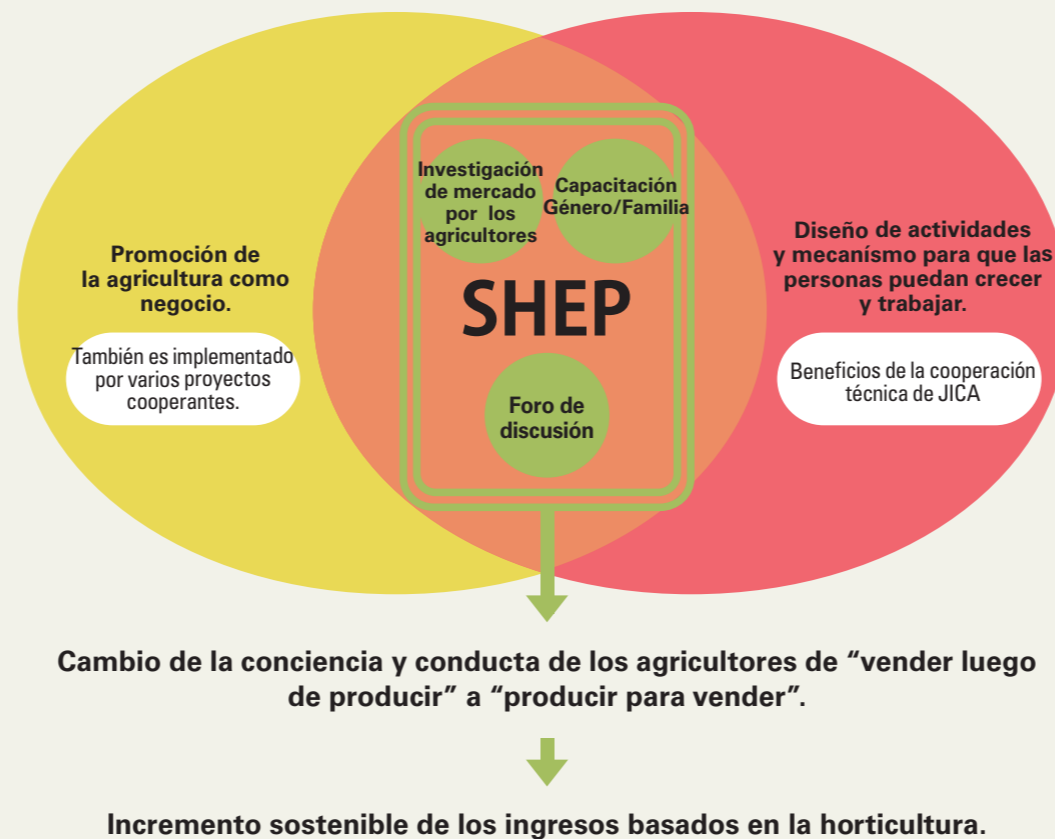 Investigación
de mercado
por los
agricultores
Capacitación
Género/Familia
Promoción de
la agricultura como
negocio.
También es implementado
por varios proyectos
cooperantes.
SHEP
Foro de
discusión
Diseño de actividades
y mecanísmo para que las
personas puedan crecer
y trabajar.
Beneficios de la cooperación
técnica de JICA
Cambio de la conciencia y conducta de los agricultores de “vender luego
de producir” a “producir para vender”.
Incremento sostenible de los ingresos basados en la horticultura.